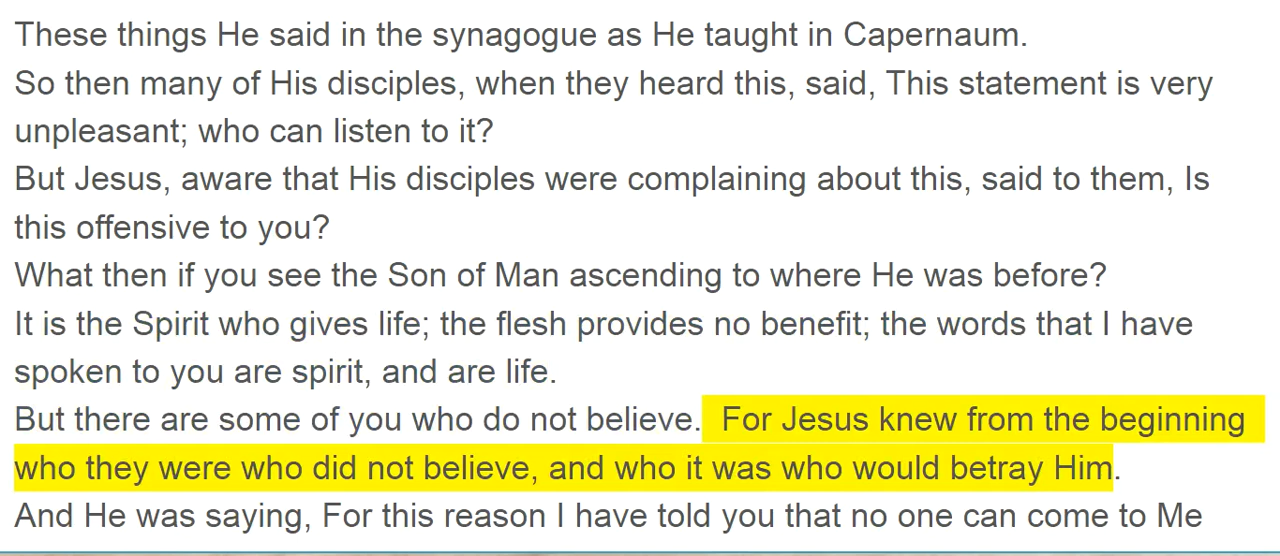 These things He said in the synagogue as He taught in Capernaum.
So then many of His disciples, when they heard this, said, This statement is very
unpleasant; who can listen to it?
But Jesus, aware that His disciples were complaining about this, said to them, Is
this offensive to you?
What then if you see the Son of Man ascending to where He was before?
It is the Spirit who gives life; the flesh provides no benefit; the words that I have
spoken to you are spirit, and are life.
But there are some of you who do not believe. For Jesus knew from the beginning
who they were who did not believe, and who it was who would betray Him.
And He was saying, For this reason I have told you that no one can come to Me